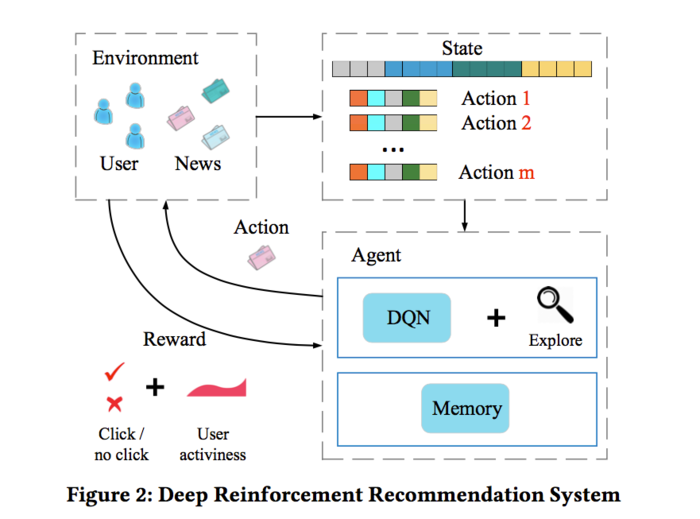 Environment
User
News
State
Action 1
Action 2
...
Action m
Action
Agent
DQN
+
Explore
Memory
Reward
+
Click /
no click
User
activiness
Figure 2: Deep Reinforcement Recommendation System